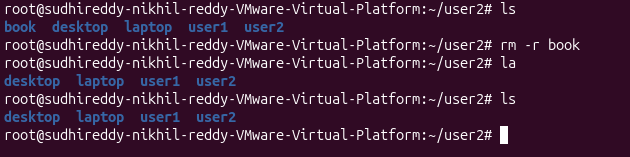 root@sudhireddy-nikhil-reddy-VMware-Virtual-Platform:~/user2# ls
book  desktop  laptop  user1  user2
root@sudhireddy-nikhil-reddy-VMware-Virtual-Platform:~/user2# rm -r book
root@sudhireddy-nikhil-reddy-VMware-Virtual-Platform:~/user2# la
desktop  laptop  user1  user2
root@sudhireddy-nikhil-reddy-VMware-Virtual-Platform:~/user2# ls
desktop  laptop  user1  user2
root@sudhireddy-nikhil-reddy-VMware-Virtual-Platform:~/user2#